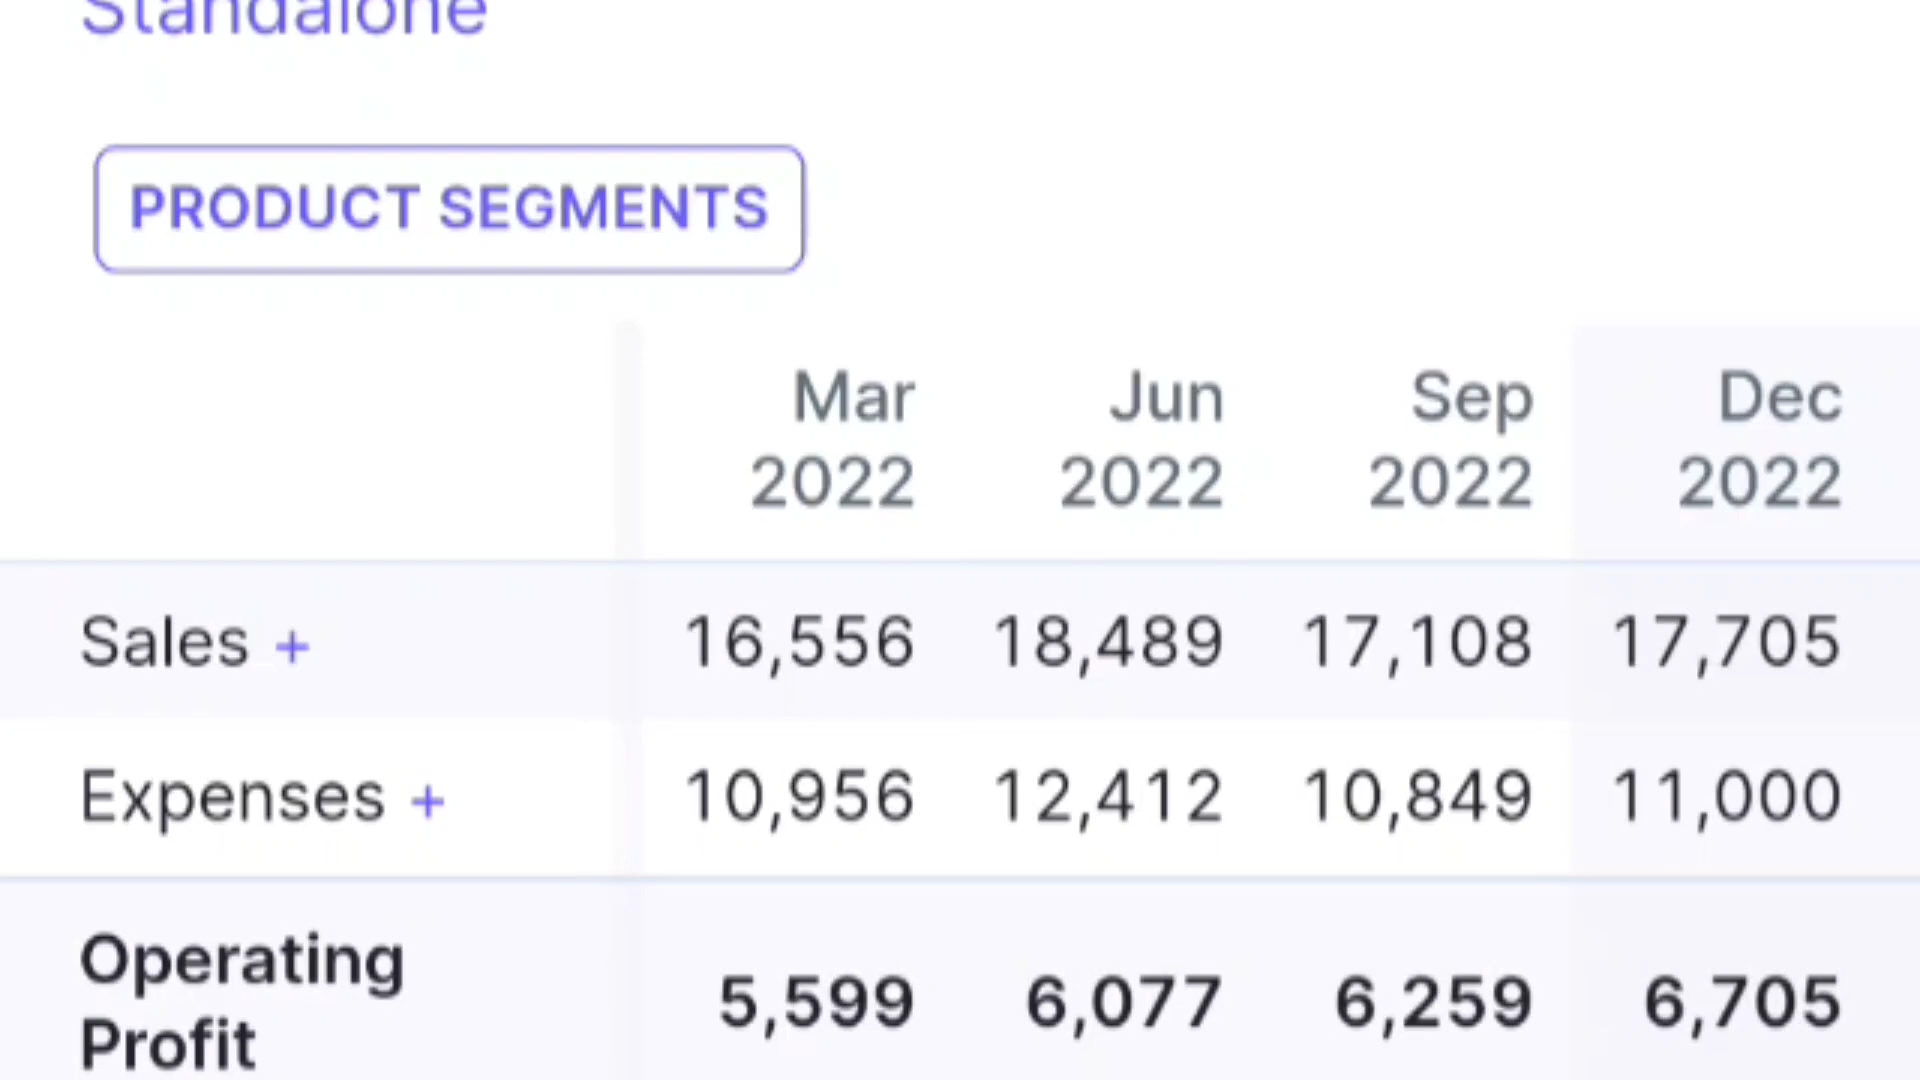 Standalone
PRODUCT SEGMENTS
Mar 2022 Jun 2022 Sep 2022 Dec 2022
Sales + 16,556 18,489 17,108 17,705
Expenses + 10,956 12,412 10,849 11,000
Operating Profit 5,599 6,077 6,259 6,705